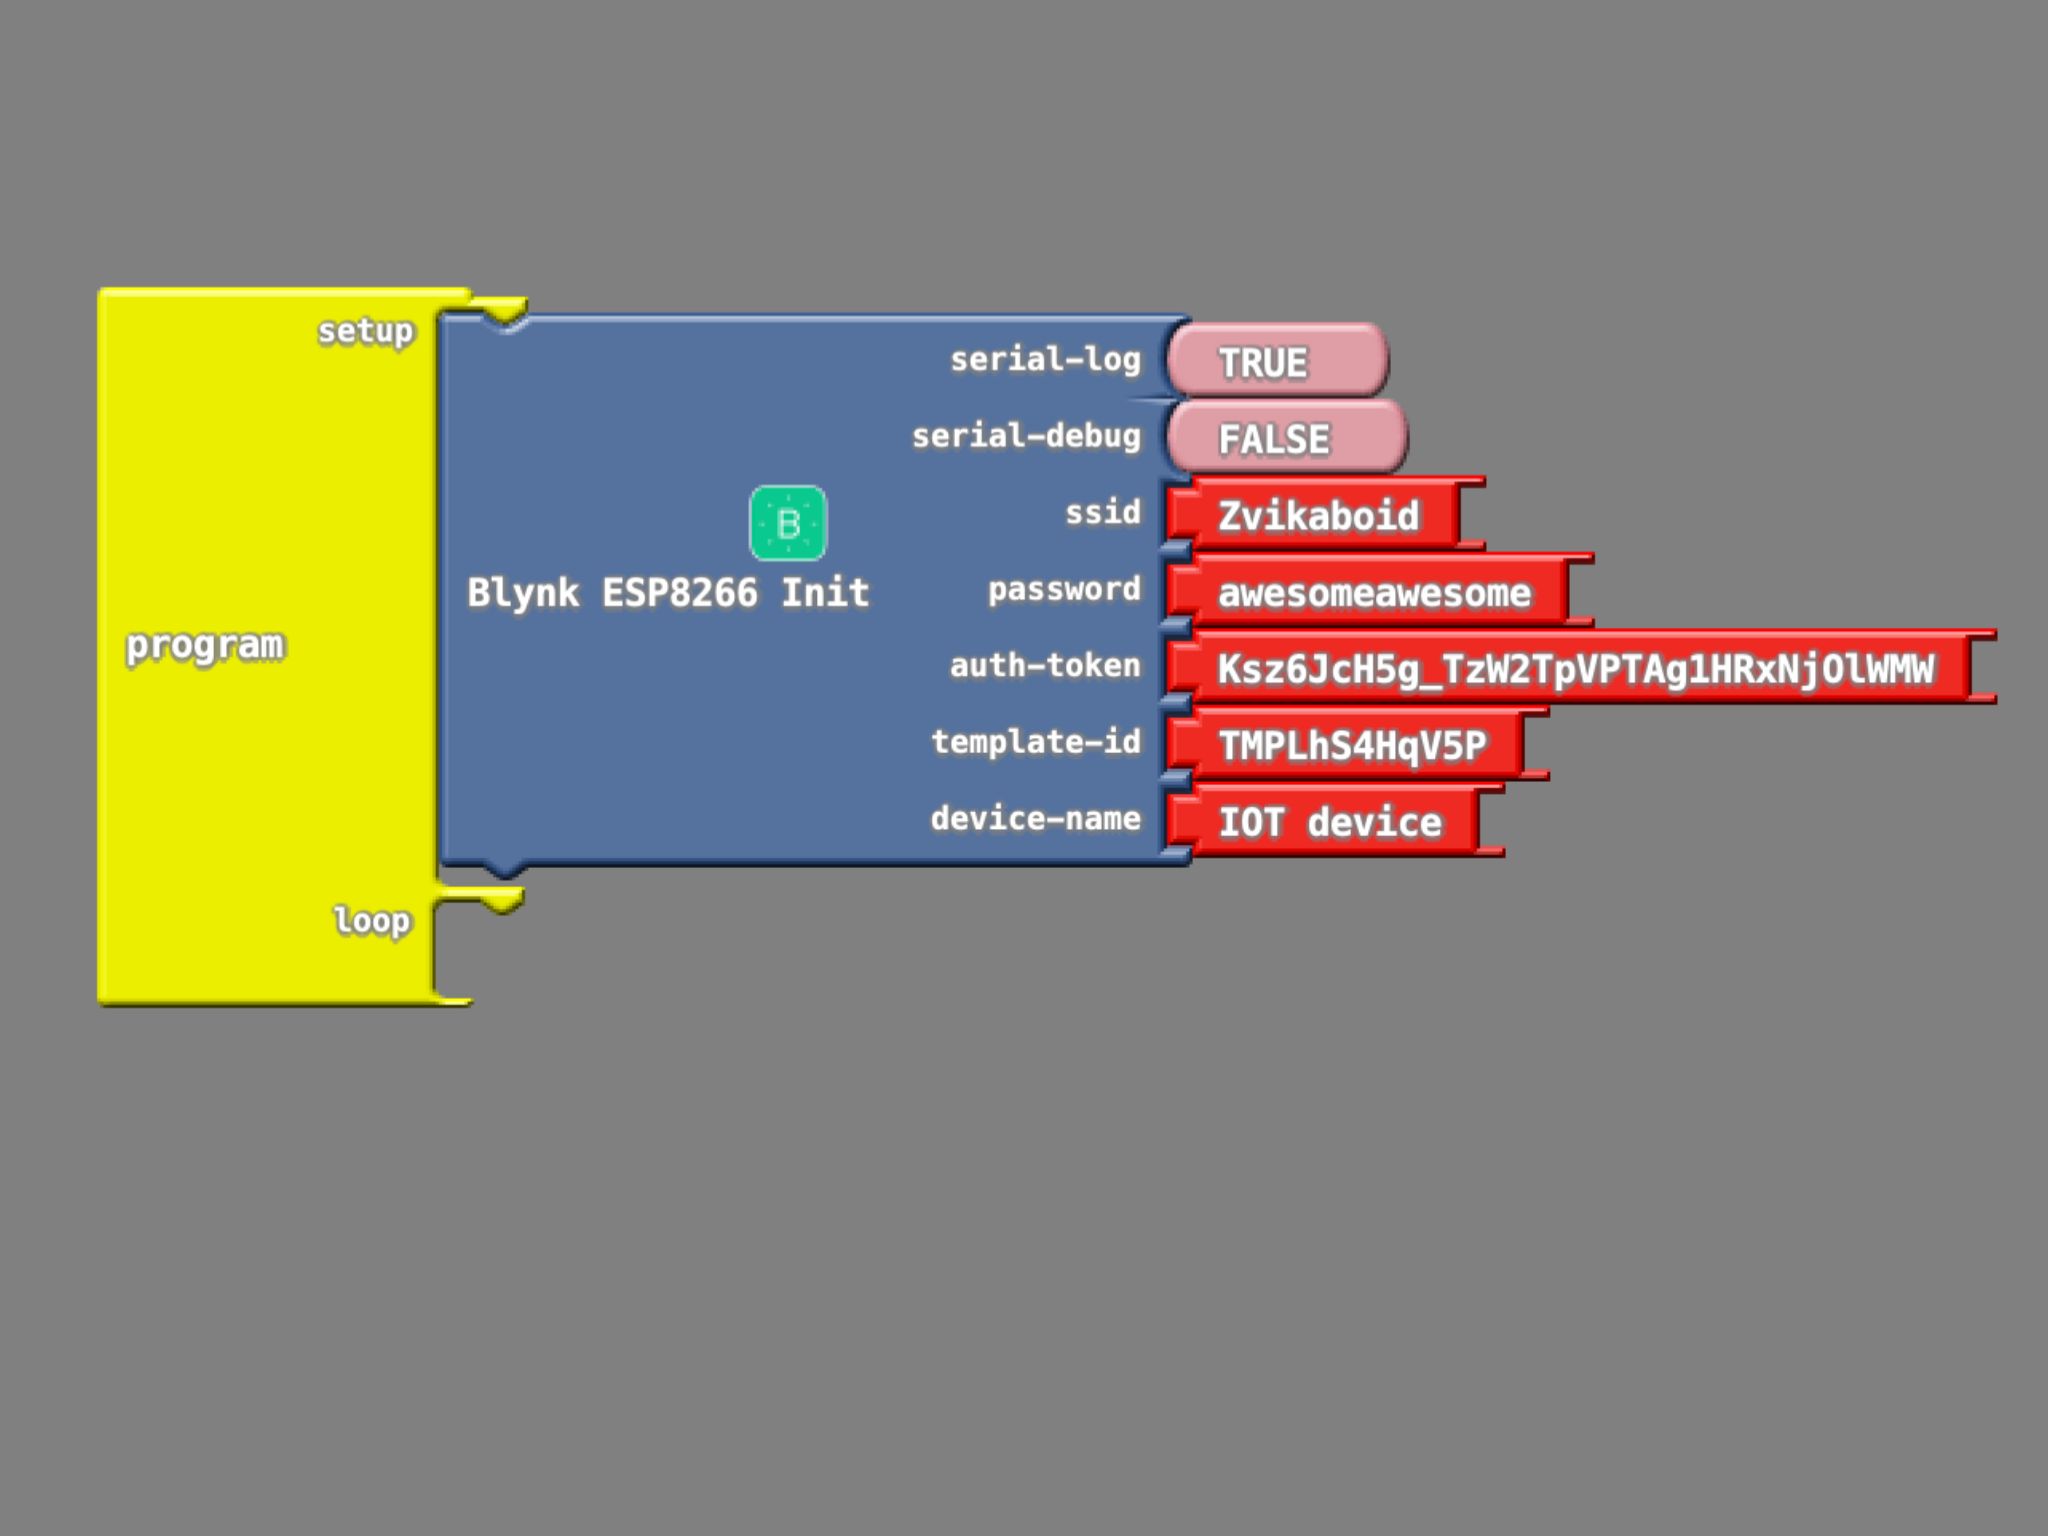 setup
serial-log TRUE
serial-debug FALSE
ssid Zvikaboid
B
Blynk ESP8266 Init
password awesomeawesome
program
auth-token Ksz6JcH5g_TzW2TpVPTAg1HRxNjOlWMW
template-id TMPLhS4HqV5P
device-name IOT device
loop